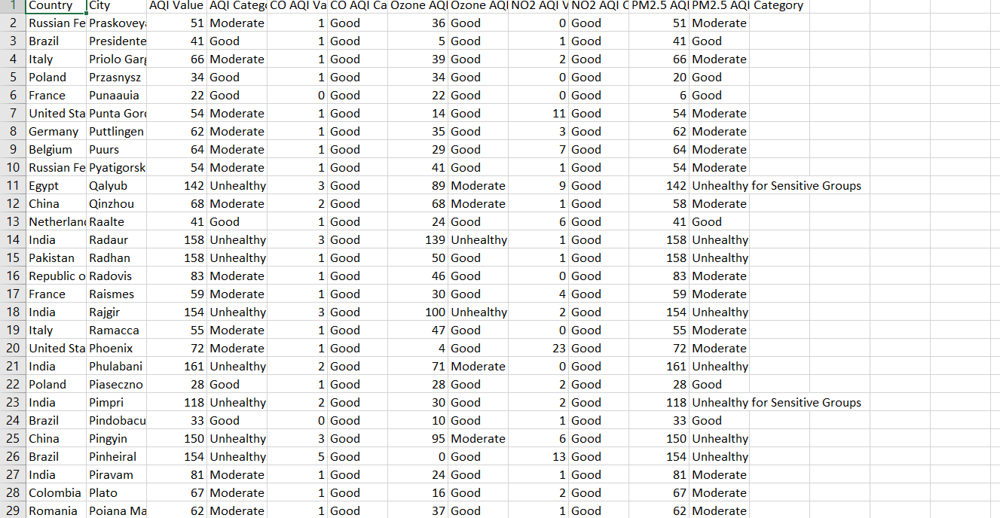 1 Country City AQI Value AQI Catego CO AQI Va CO AQI Ca Ozone AQI Ozone AQI NO2 AQI V NO2 AQI C PM2.5 AQI PM2.5 AQI Category
2 Russian Fe Praskovey 51 Moderate 1 Good 36 Good 0 Good 51 Moderate
3 Brazil Presidente 41 Good 1 Good 5 Good 1 Good 41 Good
4 Italy Priolo Garg 66 Moderate 1 Good 39 Good 2 Good 66 Moderate
5 Poland Przasnysz 34 Good 1 Good 34 Good 0 Good 20 Good
6 France Punaauia 22 Good 0 Good 22 Good 0 Good 6 Good
7 United Sta Punta Gor 54 Moderate 1 Good 14 Good 11 Good 54 Moderate
8 Germany Puttlingen 62 Moderate 1 Good 35 Good 3 Good 62 Moderate
9 Belgium Puurs 64 Moderate 1 Good 29 Good 7 Good 64 Moderate
10 Russian Fe Pyatigorsk 54 Moderate 1 Good 41 Good 1 Good 54 Moderate
11 Egypt Qalyub 142 Unhealthy 3 Good 89 Moderate 9 Good 142 Unhealthy for Sensitive Groups
12 China Qinzhou 68 Moderate 2 Good 68 Moderate 1 Good 58 Moderate
13 Netherlan Raalte 41 Good 1 Good 24 Good 6 Good 41 Good
14 India Radaur 158 Unhealthy 3 Good 139 Unhealthy 1 Good 158 Unhealthy
15 Pakistan Radhan 158 Unhealthy 1 Good 50 Good 1 Good 158 Unhealthy
16 Republic o Radovis 83 Moderate 1 Good 46 Good 0 Good 83 Moderate
17 France Raismes 59 Moderate 1 Good 30 Good 4 Good 59 Moderate
18 India Rajgir 154 Unhealthy 3 Good 100 Unhealthy 2 Good 154 Unhealthy
19 Italy Ramacca 55 Moderate 1 Good 47 Good 0 Good 55 Moderate
20 United Sta Phoenix 72 Moderate 1 Good 4 Good 23 Good 72 Moderate
21 India Phulabani 161 Unhealthy 2 Good 71 Moderate 0 Good 161 Unhealthy
22 Poland Piaseczno 28 Good 1 Good 28 Good 2 Good 28 Good
23 India Pimpri 118 Unhealthy 2 Good 30 Good 2 Good 118 Unhealthy for Sensitive Groups
24 Brazil Pindobacu 33 Good 0 Good 10 Good 1 Good 33 Good
25 China Pingyin 150 Unhealthy 3 Good 95 Moderate 6 Good 150 Unhealthy
26 Brazil Pinheiral 154 Unhealthy 5 Good 0 Good 13 Good 154 Unhealthy
27 India Piravam 81 Moderate 1 Good 24 Good 1 Good 81 Moderate
28 Colombia Plato 67 Moderate 1 Good 16 Good 2 Good 67 Moderate
29 Romania Poiana Ma 62 Moderate 1 Good 37 Good 1 Good 62 Moderate